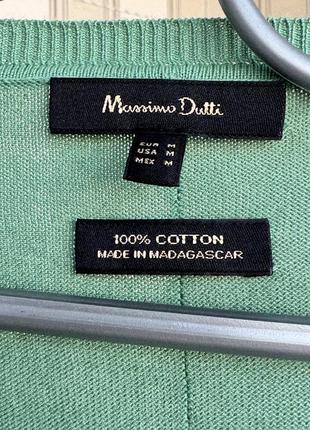 Massimo Dutti
EUR M
USA M
MEX M
100% COTTON
MADE IN MADAGASCAR